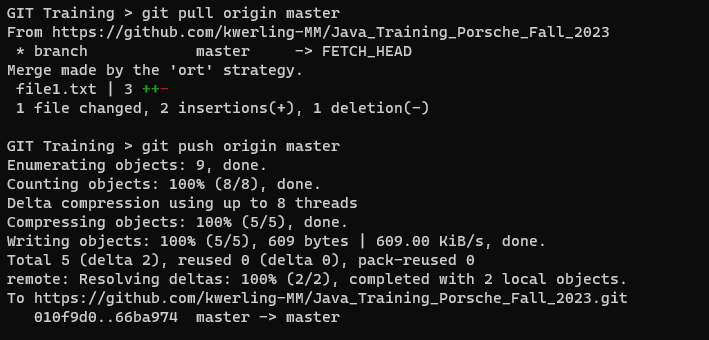 GIT Training > git pull origin master
From https://github.com/kwerling-MM/Java_Training_Porsche_Fall_2023
 * branch            master     -> FETCH_HEAD
Merge made by the 'ort' strategy.
 file1.txt | 3 ++-
 1 file changed, 2 insertions(+), 1 deletion(-)
GIT Training > git push origin master
Enumerating objects: 9, done.
Counting objects: 100% (8/8), done.
Delta compression using up to 8 threads
Compressing objects: 100% (5/5), done.
Writing objects: 100% (5/5), 609 bytes | 609.00 KiB/s, done.
Total 5 (delta 2), reused 0 (delta 0), pack-reused 0
remote: Resolving deltas: 100% (2/2), completed with 2 local objects.
To https://github.com/kwerling-MM/Java_Training_Porsche_Fall_2023.git
   010f9d0..66ba974  master -> master